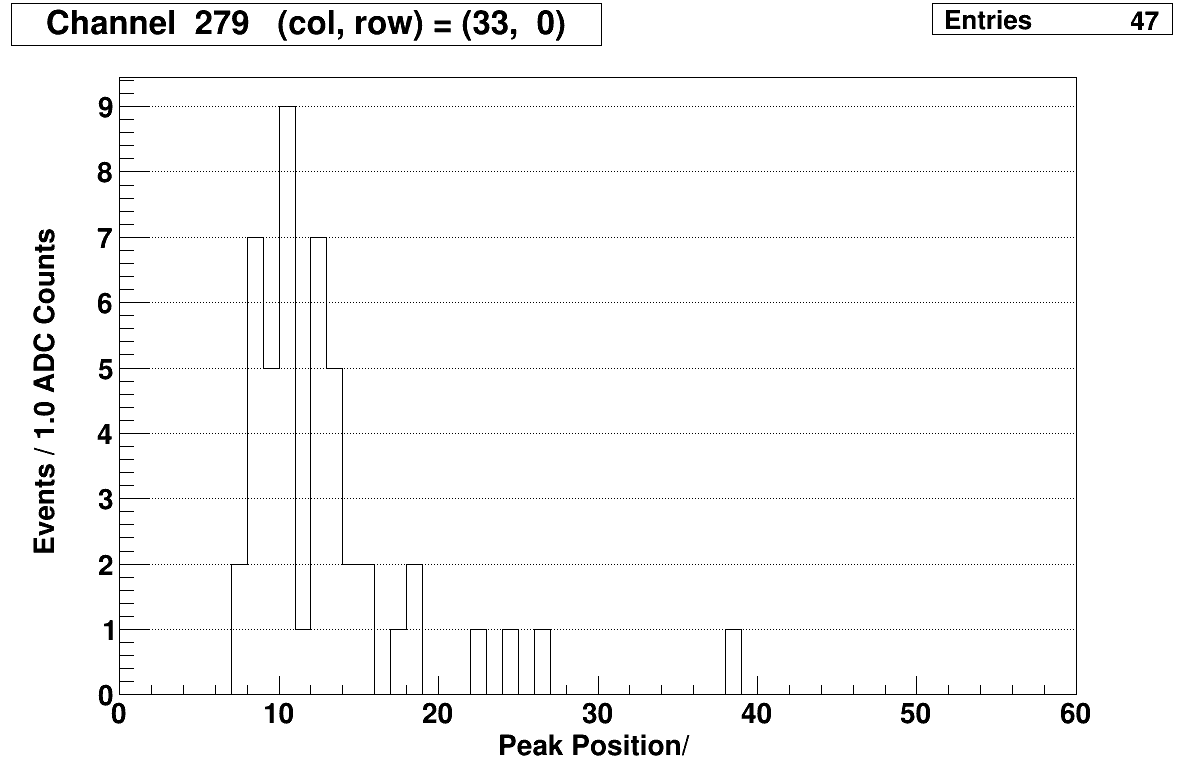 Channel 279 (col, row) = (33, 0)
Entries 47
Events / 1.0 ADC Counts
9
8
7
6
5
4
3
2
1
0
0 10 20 30 40 50 60
Peak Position/